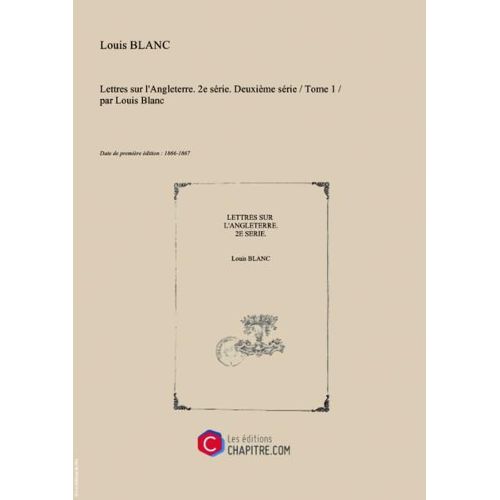 Louis BLANC
Lettres sur l'Angleterre. 2e série. Deuxième série / Tome 1 /
par Louis Blanc
Date de première édition : 1866-1867
LETTRES SUR
L'ANGLETERRE.
2E SERIE.
Louis BLANC
C
Les éditions
CHAPITRE.COM